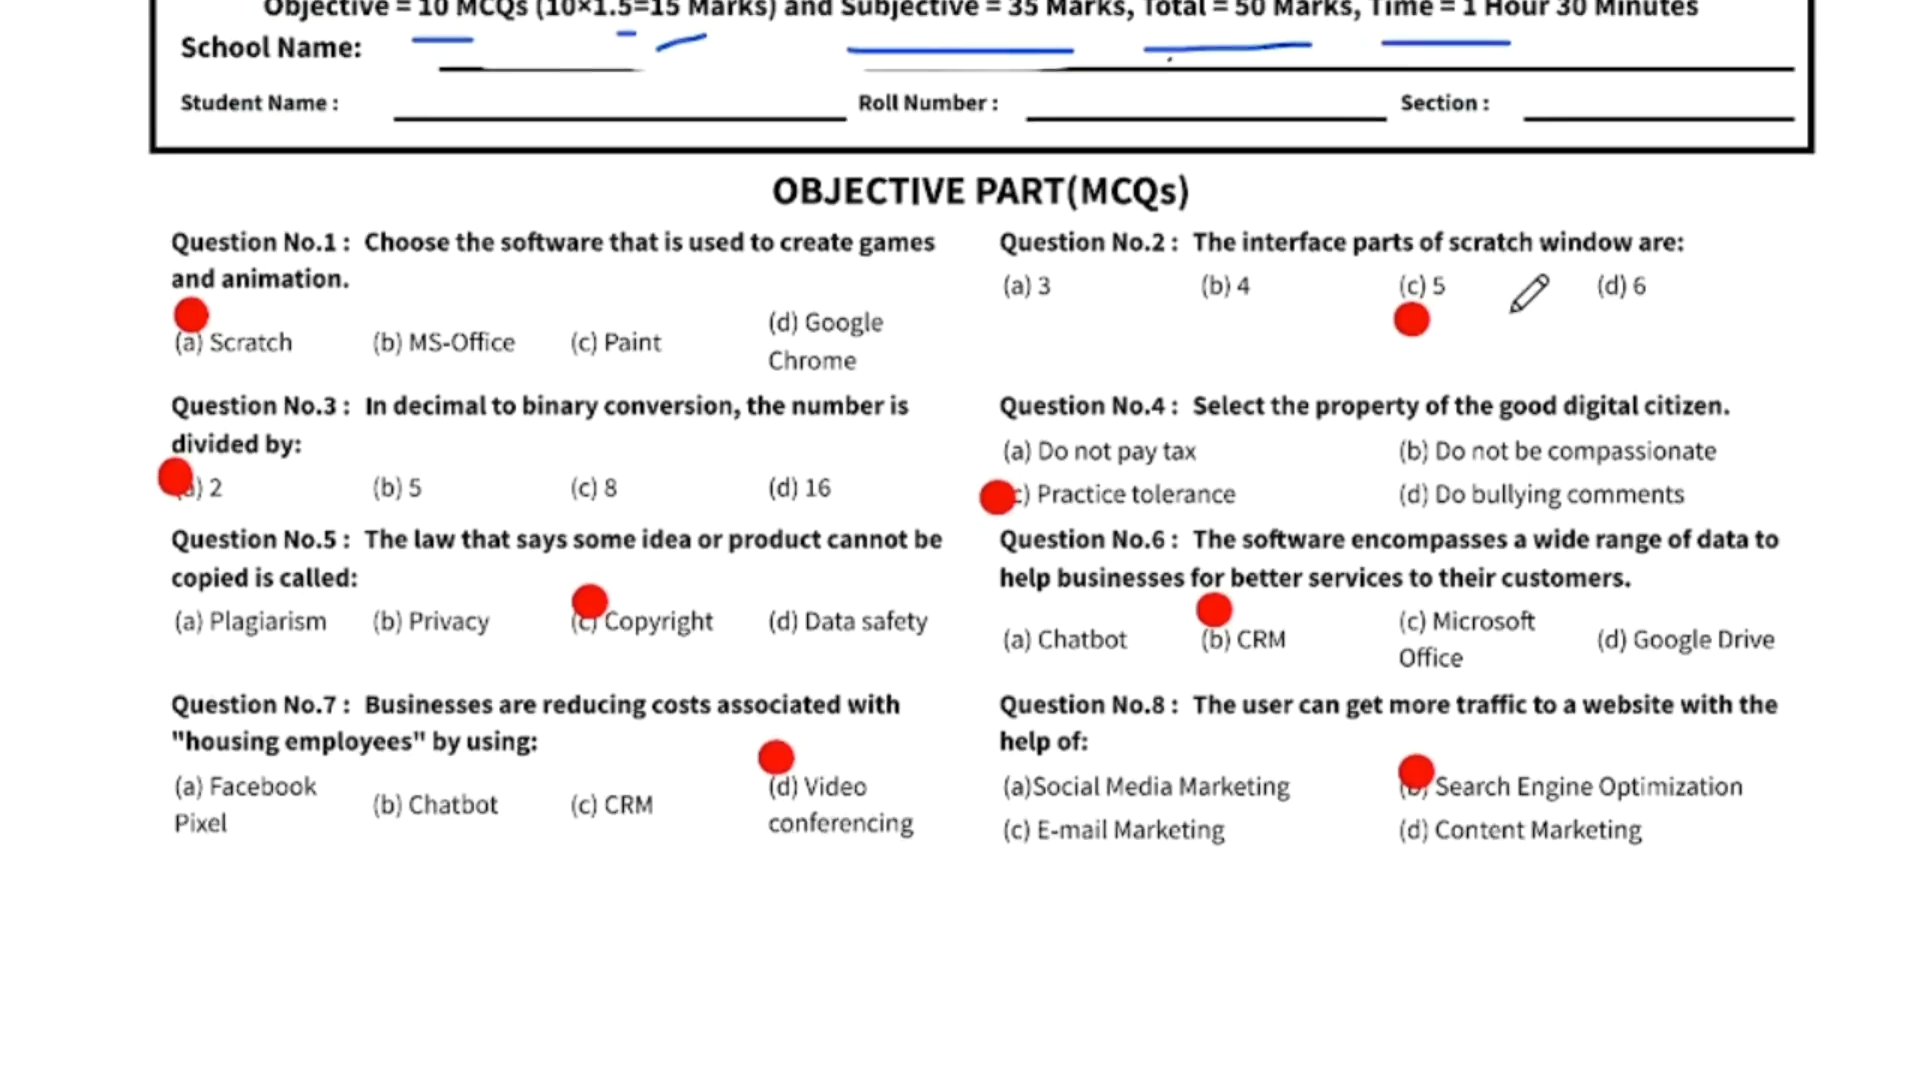 Objective = 10 MCQs (10×1.5=15 Marks) and Subjective = 35 Marks, Total = 50 Marks, Time = 1 Hour 30 Minutes
School Name:
Student Name : Roll Number : Section :
OBJECTIVE PART(MCQs)
Question No.1 : Choose the software that is used to create games
and animation.
(a) Scratch (b) MS-Office (c) Paint (d) Google
Chrome
Question No.2 : The interface parts of scratch window are:
(a) 3 (b) 4 (c) 5 (d) 6
Question No.3 : In decimal to binary conversion, the number is
divided by:
(a) 2 (b) 5 (c) 8 (d) 16
Question No.4 : Select the property of the good digital citizen.
(a) Do not pay tax (b) Do not be compassionate
(c) Practice tolerance (d) Do bullying comments
Question No.5 : The law that says some idea or product cannot be
copied is called:
(a) Plagiarism (b) Privacy (c) Copyright (d) Data safety
Question No.6 : The software encompasses a wide range of data to
help businesses for better services to their customers.
(a) Chatbot (b) CRM (c) Microsoft
Office (d) Google Drive
Question No.7 : Businesses are reducing costs associated with
"housing employees" by using:
(a) Facebook
Pixel (b) Chatbot (c) CRM (d) Video
conferencing
Question No.8 : The user can get more traffic to a website with the
help of:
(a)Social Media Marketing (b) Search Engine Optimization
(c) E-mail Marketing (d) Content Marketing